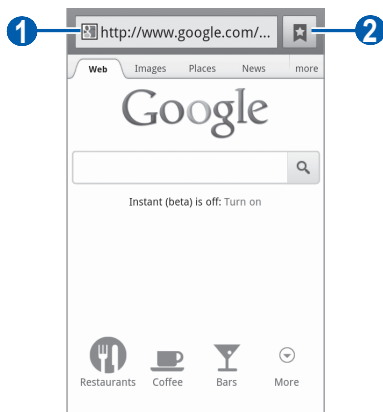 1 http://www.google.com/... 2
Web Images Places News more
Google
Instant (beta) is off: Turn on
Restaurants Coffee Bars More